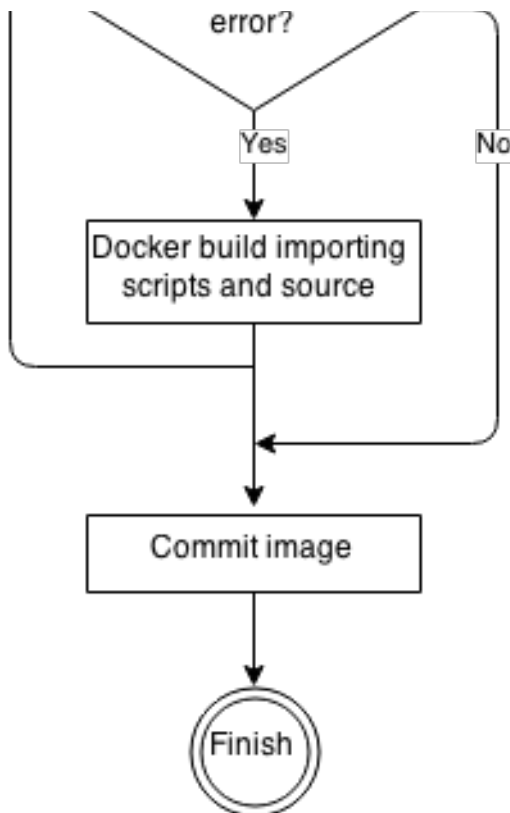 error?
Yes
No
Docker build importing
scripts and source
Commit image
Finish